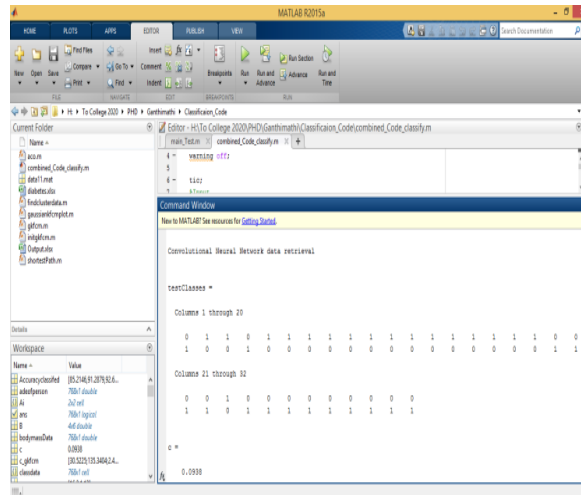 MATLAB R2015a
HOME PLOTS APPS EDITOR PUBLISH VIEW
Search Documentation
New Open Save Find Files Compare Print
Go To Find
Insert Comment Indent
Breakpoints Run Run and Advance Run Section Advance Run and Time
FILE NAVIGATE EDIT BREAKPOINTS RUN
H: To College 2020 PHD Ganthimathi Classificaion_Code
Current Folder
Name
aco.m
combined_Code_classify.m
data11.mat
diabetes.xlsx
findclusterdata.m
gaussiankfcmplot.m
gkfcm.m
initgkfcm.m
Output.xlsx
shortestPath.m
Details
Workspace
Name Value
Accuracyclassified [85.2146,91.2879,92.6...
adeofperson 768x1 double
Ai 2x2 cell
ans 768x1 logical
B 4x6 double
bodymassData 768x1 double
c 0.0938
c_gkfcm [30.5225;135.3404;2.4...
classdata 768x1 cell
Editor - H:\To College 2020\PHD\Ganthimathi\Classificaion_Code\combined_Code_classify.m
main_Test.m combined_Code_classify.m
4 - warning off;
5
6 - tic;
7 %Input
Command Window
New to MATLAB? See resources for Getting Started.
Convolutional Neural Network data retrieval
testClasses =
Columns 1 through 20
0 1 1 0 1 1 1 1 1 1 1 1 1 1 1 1 1 1 0 0
1 0 0 1 0 0 0 0 0 0 0 0 0 0 0 0 0 0 1 1
Columns 21 through 32
0 0 1 0 0 0 0 0 0 0 0 0
1 1 0 1 1 1 1 1 1 1 1 1
c =
0.0938
fx